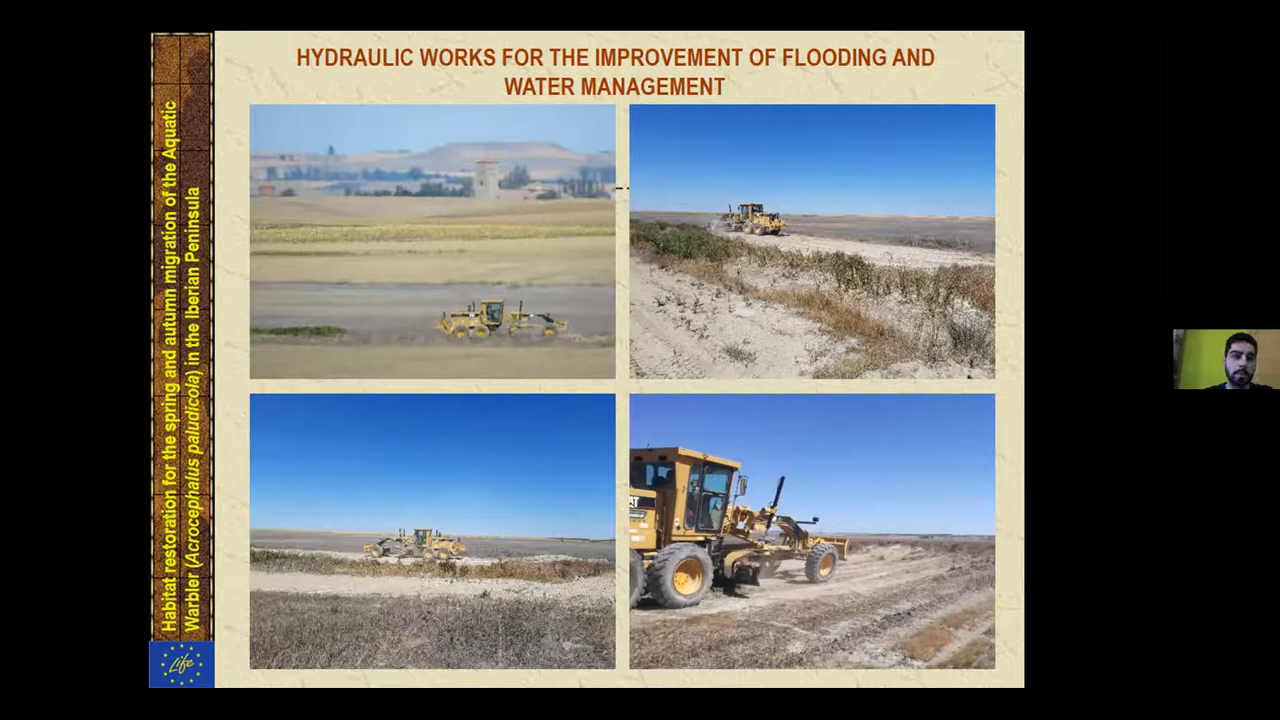 HYDRAULIC WORKS FOR THE IMPROVEMENT OF FLOODING AND
WATER MANAGEMENT
Habitat restoration for the spring and autumn migration of the Aquatic
Warbler (Acrocephalus paludicola) in the Iberian Peninsula
Life